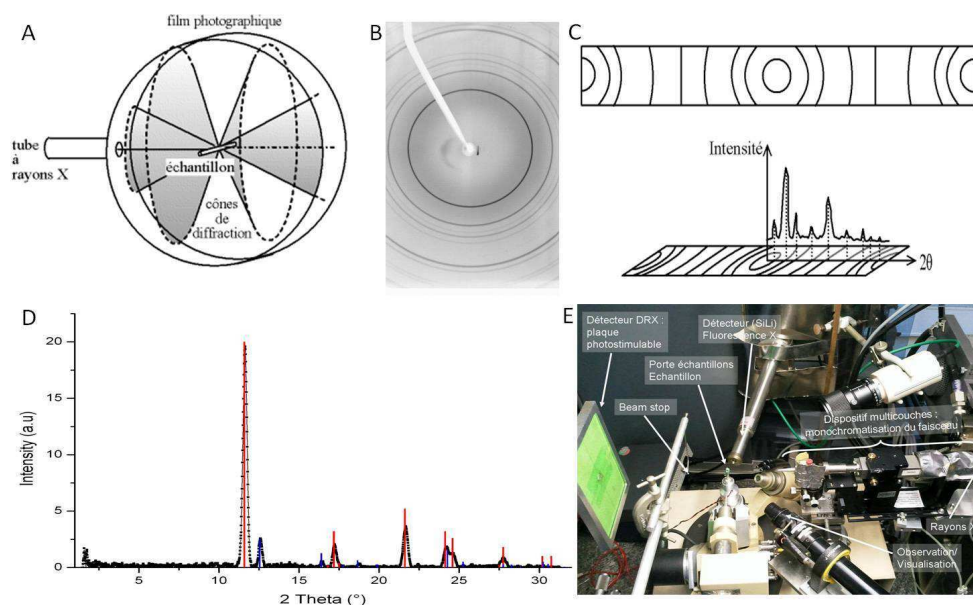 A
film photographique
tube
à
rayons X
échantillon
cônes
de
diffraction
B
C
Intensité
2θ
D
Intensity (a.u)
20
15
10
5
0
5
10
15
20
25
30
2 Theta (°)
E
Détecteur DRX :
plaque
photostimulable
Détecteur (SiLi)
Fluorescence X
Porte échantillons
Echantillon
Beam stop
Dispositif multicouches :
monochromatisation du faisceau
Rayons X
Observation/
Visualisation